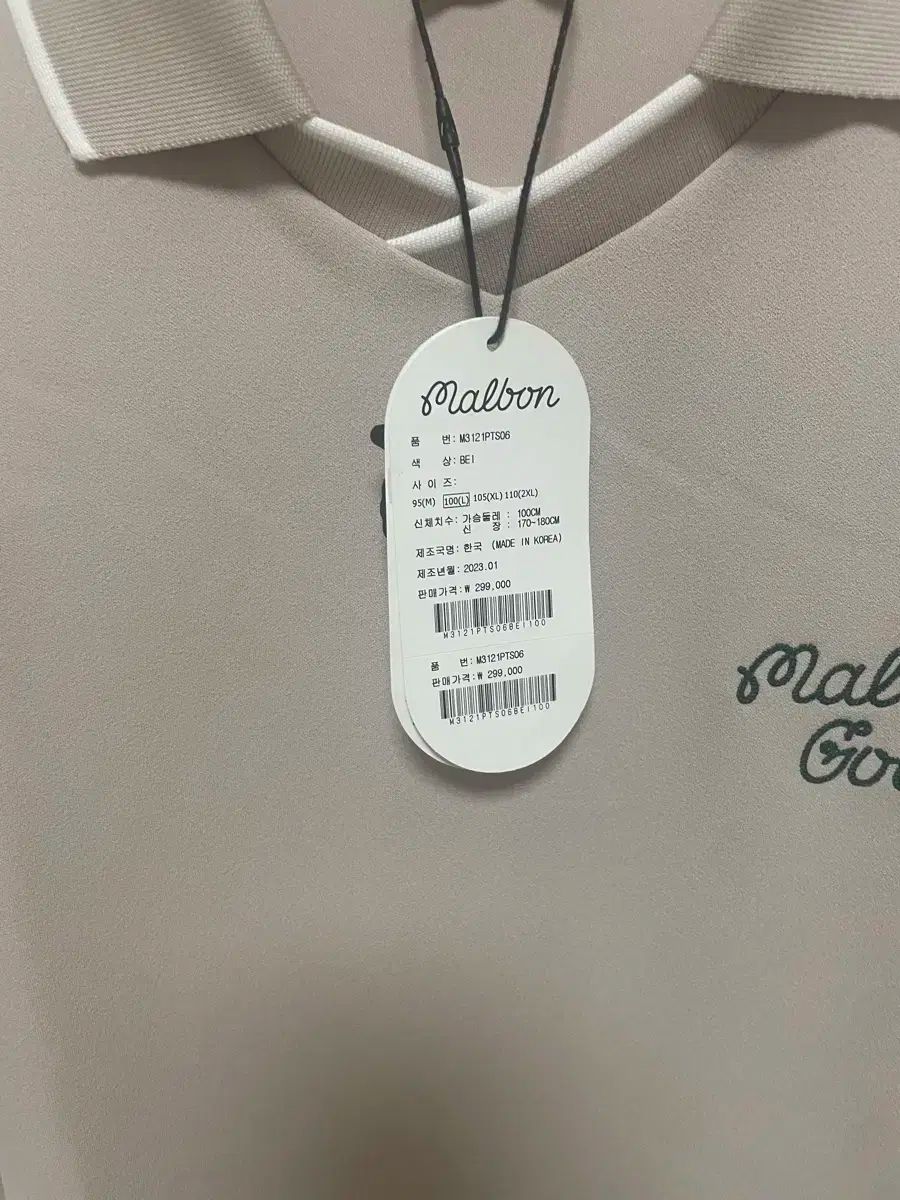 Malbon
품 번: M3121PTS06
색 상: BEI
사 이 즈:
95(M) 100(L) 105(XL) 110(2XL)
신체치수: 가슴둘레 : 100CM
신 장 : 170~180CM
제조국명: 한국 (MADE IN KOREA)
제조년월: 2023.01
판매가격: ₩ 299,000
M3121PTS06BEI100
품 번: M3121PTS06
판매가격: ₩ 299,000
M3121PTS06BEI100
Mal
Go